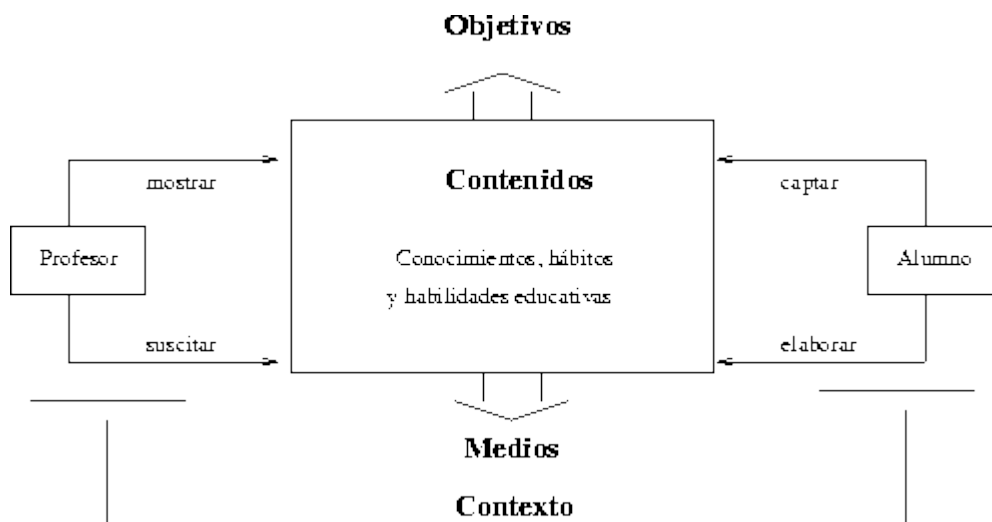 Objetivos
mostrar
Contenidos
captar
Profesor
Conocimientos, hábitos
y habilidades educativas
Alumno
suscitar
elaborar
Medios
Contexto